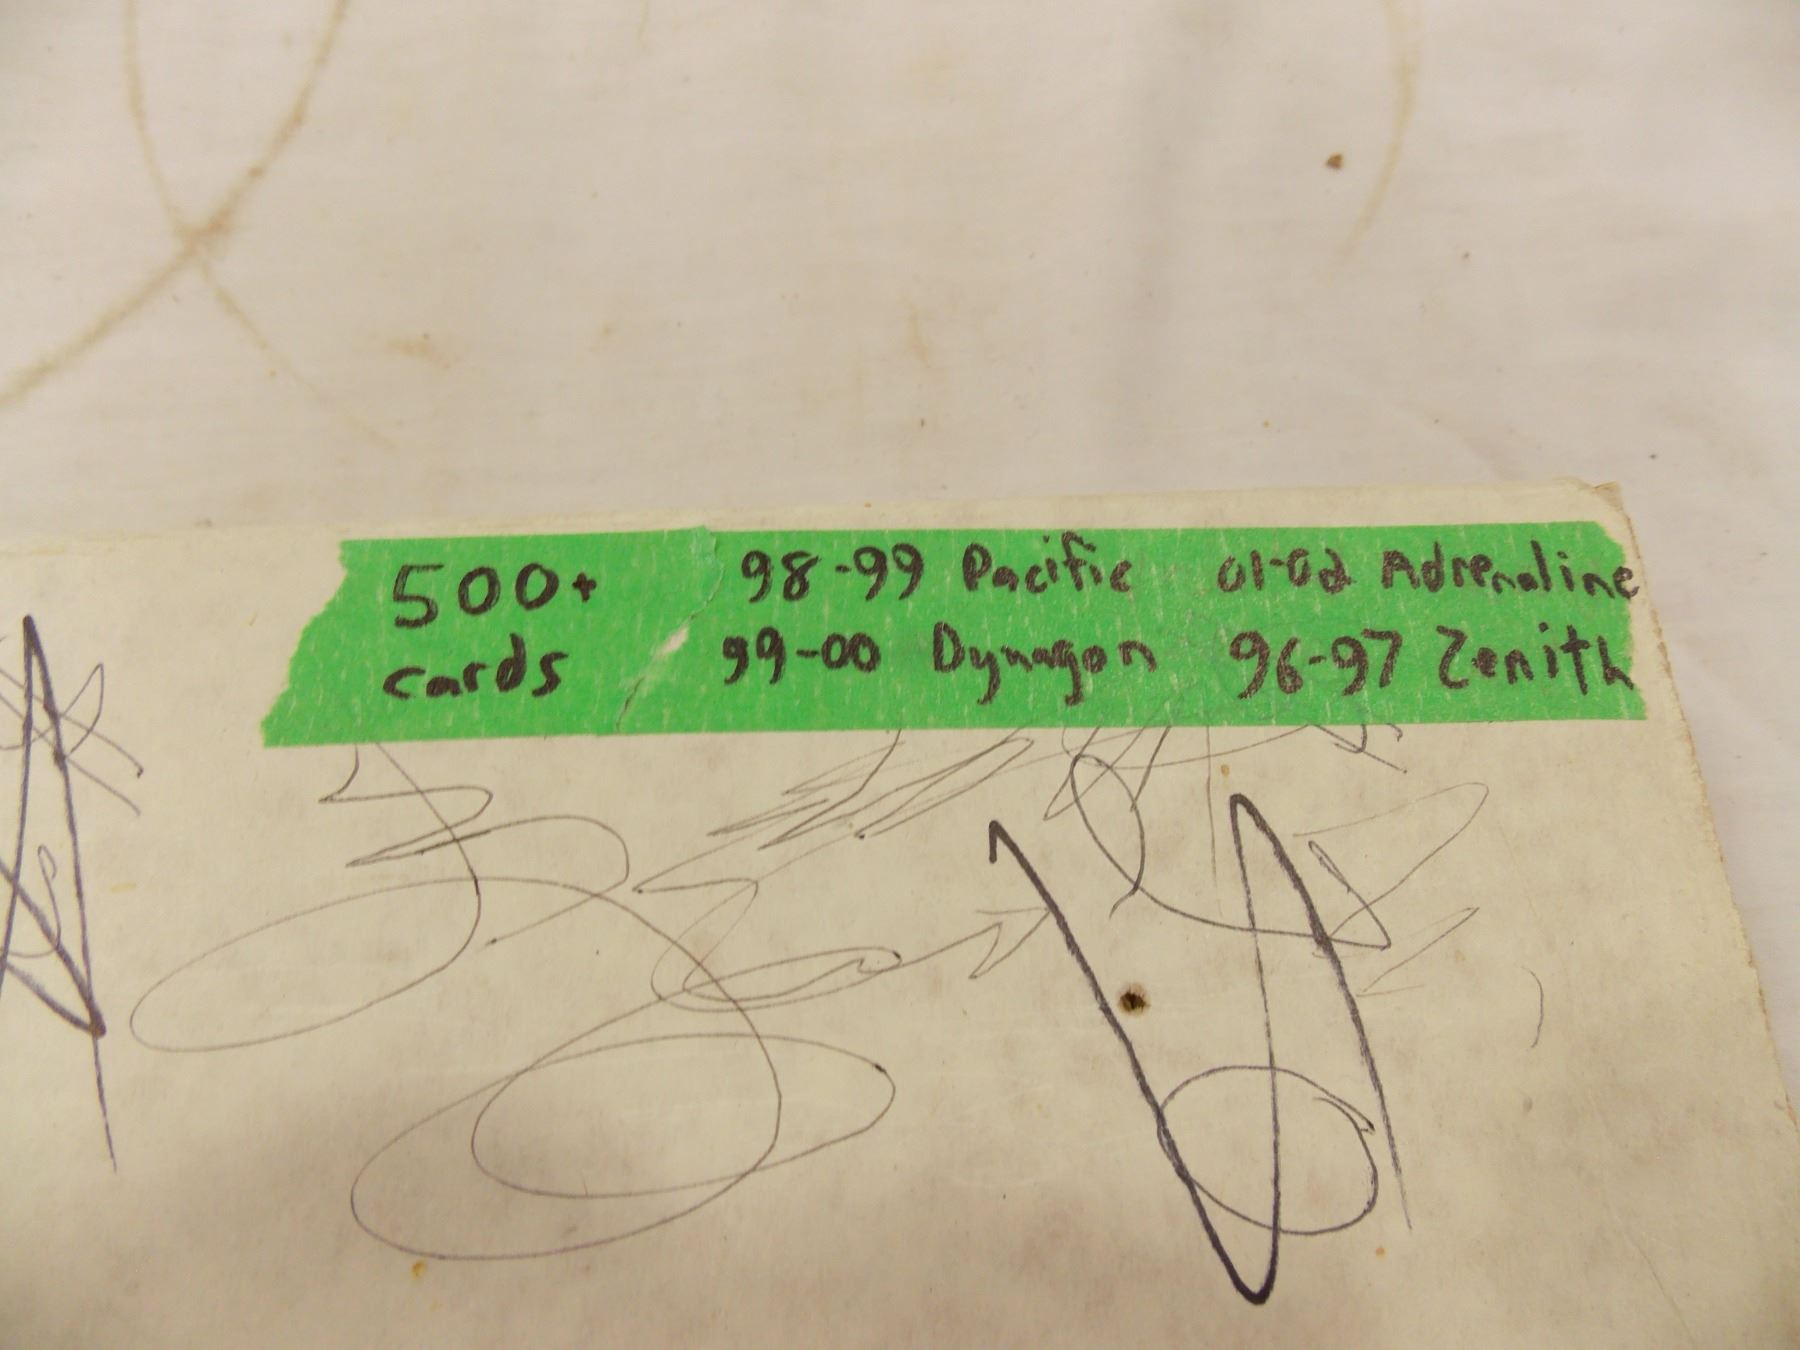 500+ 98-99 Pacific 01-02 Adrenaline
cards 99-00 Dynagon 96-97 Zenith